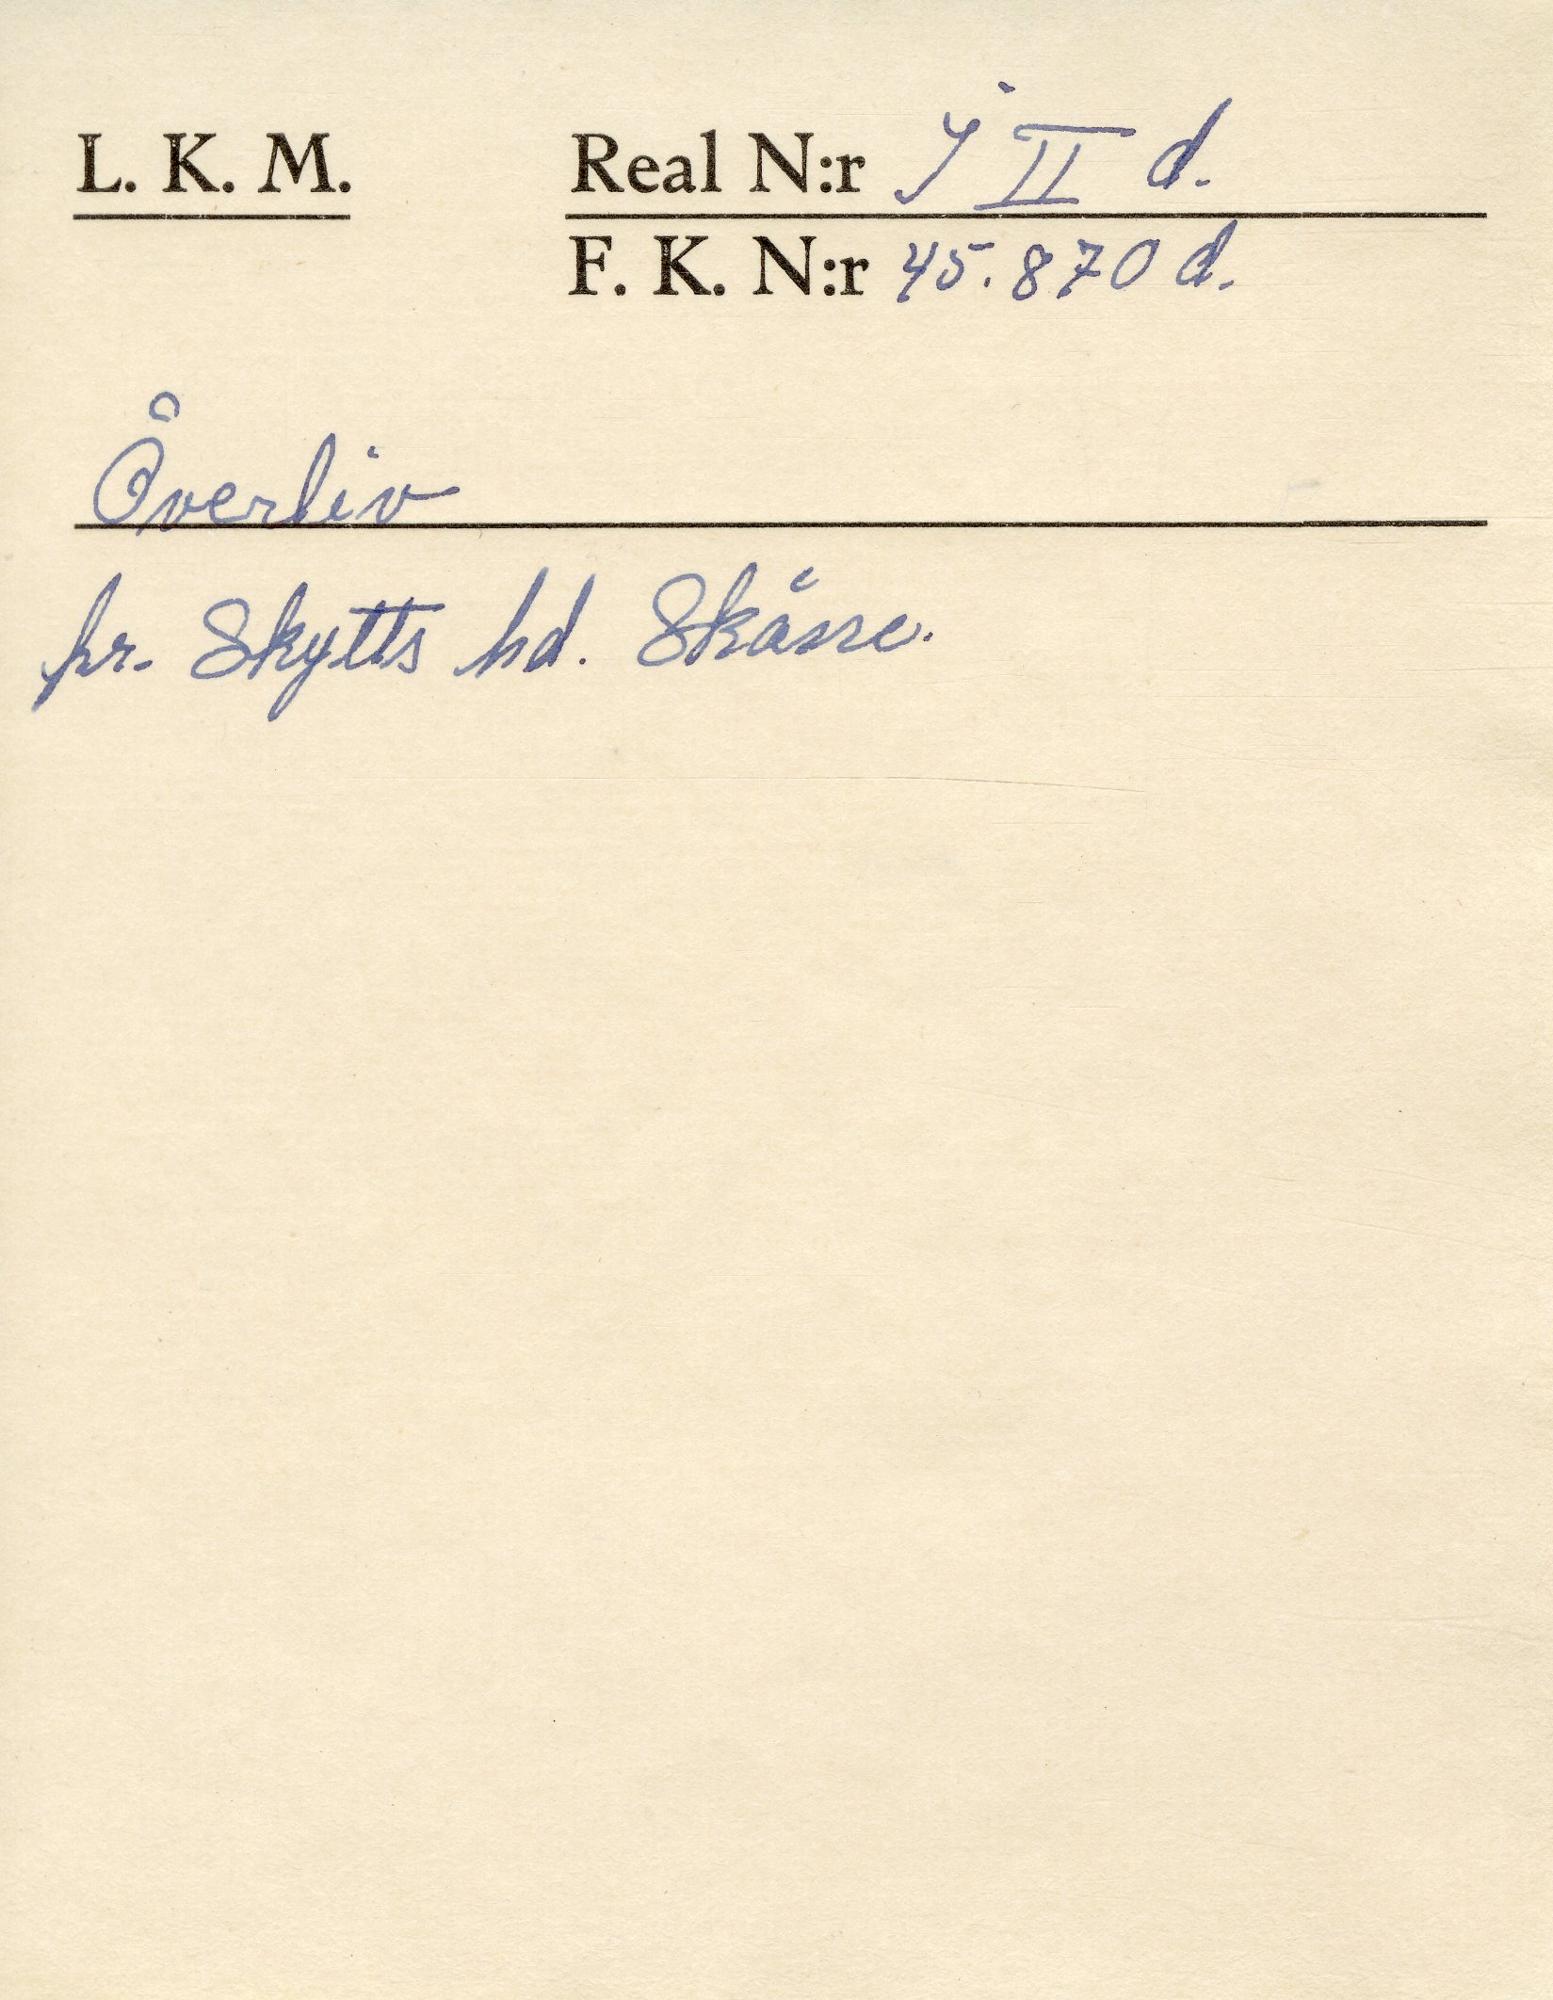 L. K. M. Real N:r j II d.
F. K. N:r 45.870 d.
Överliv
fr. Skytts hd. Skåne.